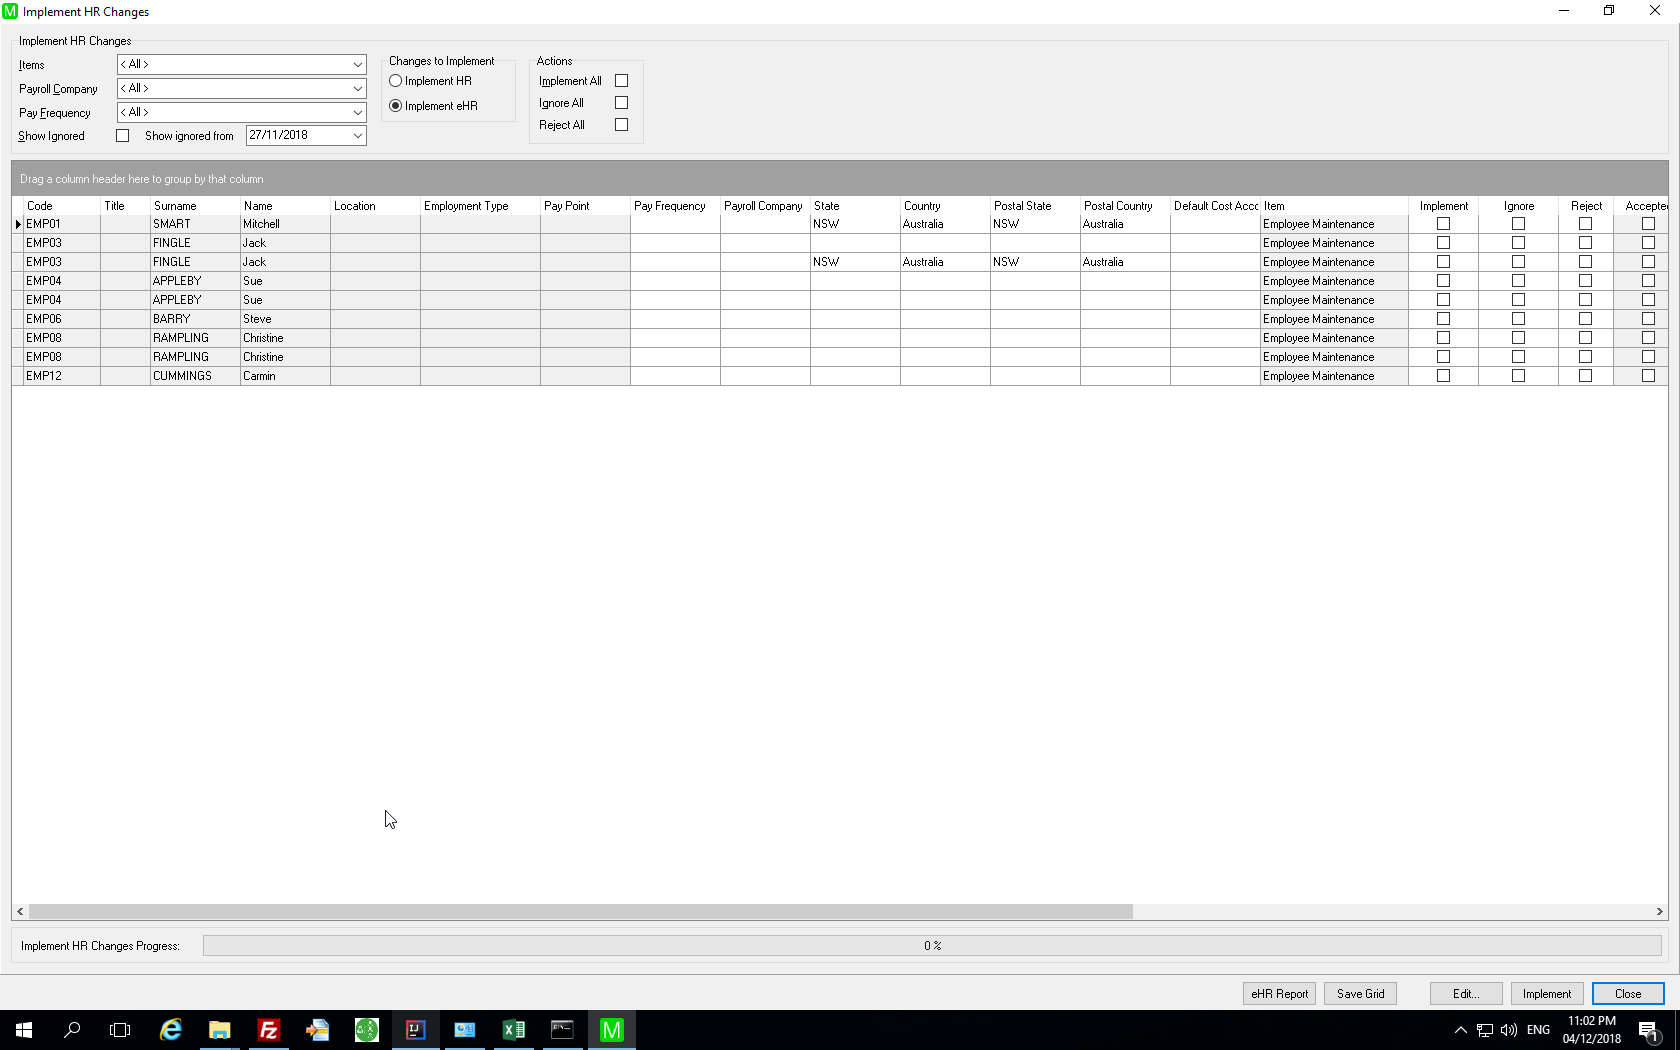 Implement HR Changes
Implement HR Changes
Items < All >
Payroll Company < All >
Pay Frequency < All >
Show Ignored Show ignored from 27/11/2018
Changes to Implement
Implement HR
Implement eHR
Actions
Implement All
Ignore All
Reject All
Drag a column header here to group by that column
Code Title Surname Name Location Employment Type Pay Point Pay Frequency Payroll Company State Country Postal State Postal Country Default Cost Acco Item Implement Ignore Reject Accepte
EMP01 SMART Mitchell NSW Australia NSW Australia Employee Maintenance
EMP03 FINGLE Jack Employee Maintenance
EMP03 FINGLE Jack NSW Australia NSW Australia Employee Maintenance
EMP04 APPLEBY Sue Employee Maintenance
EMP04 APPLEBY Sue Employee Maintenance
EMP06 BARRY Steve Employee Maintenance
EMP08 RAMPLING Christine Employee Maintenance
EMP08 RAMPLING Christine Employee Maintenance
EMP12 CUMMINGS Carmin Employee Maintenance
Implement HR Changes Progress: 0 %
eHR Report Save Grid Edit... Implement Close
ENG
11:02 PM
04/12/2018
1